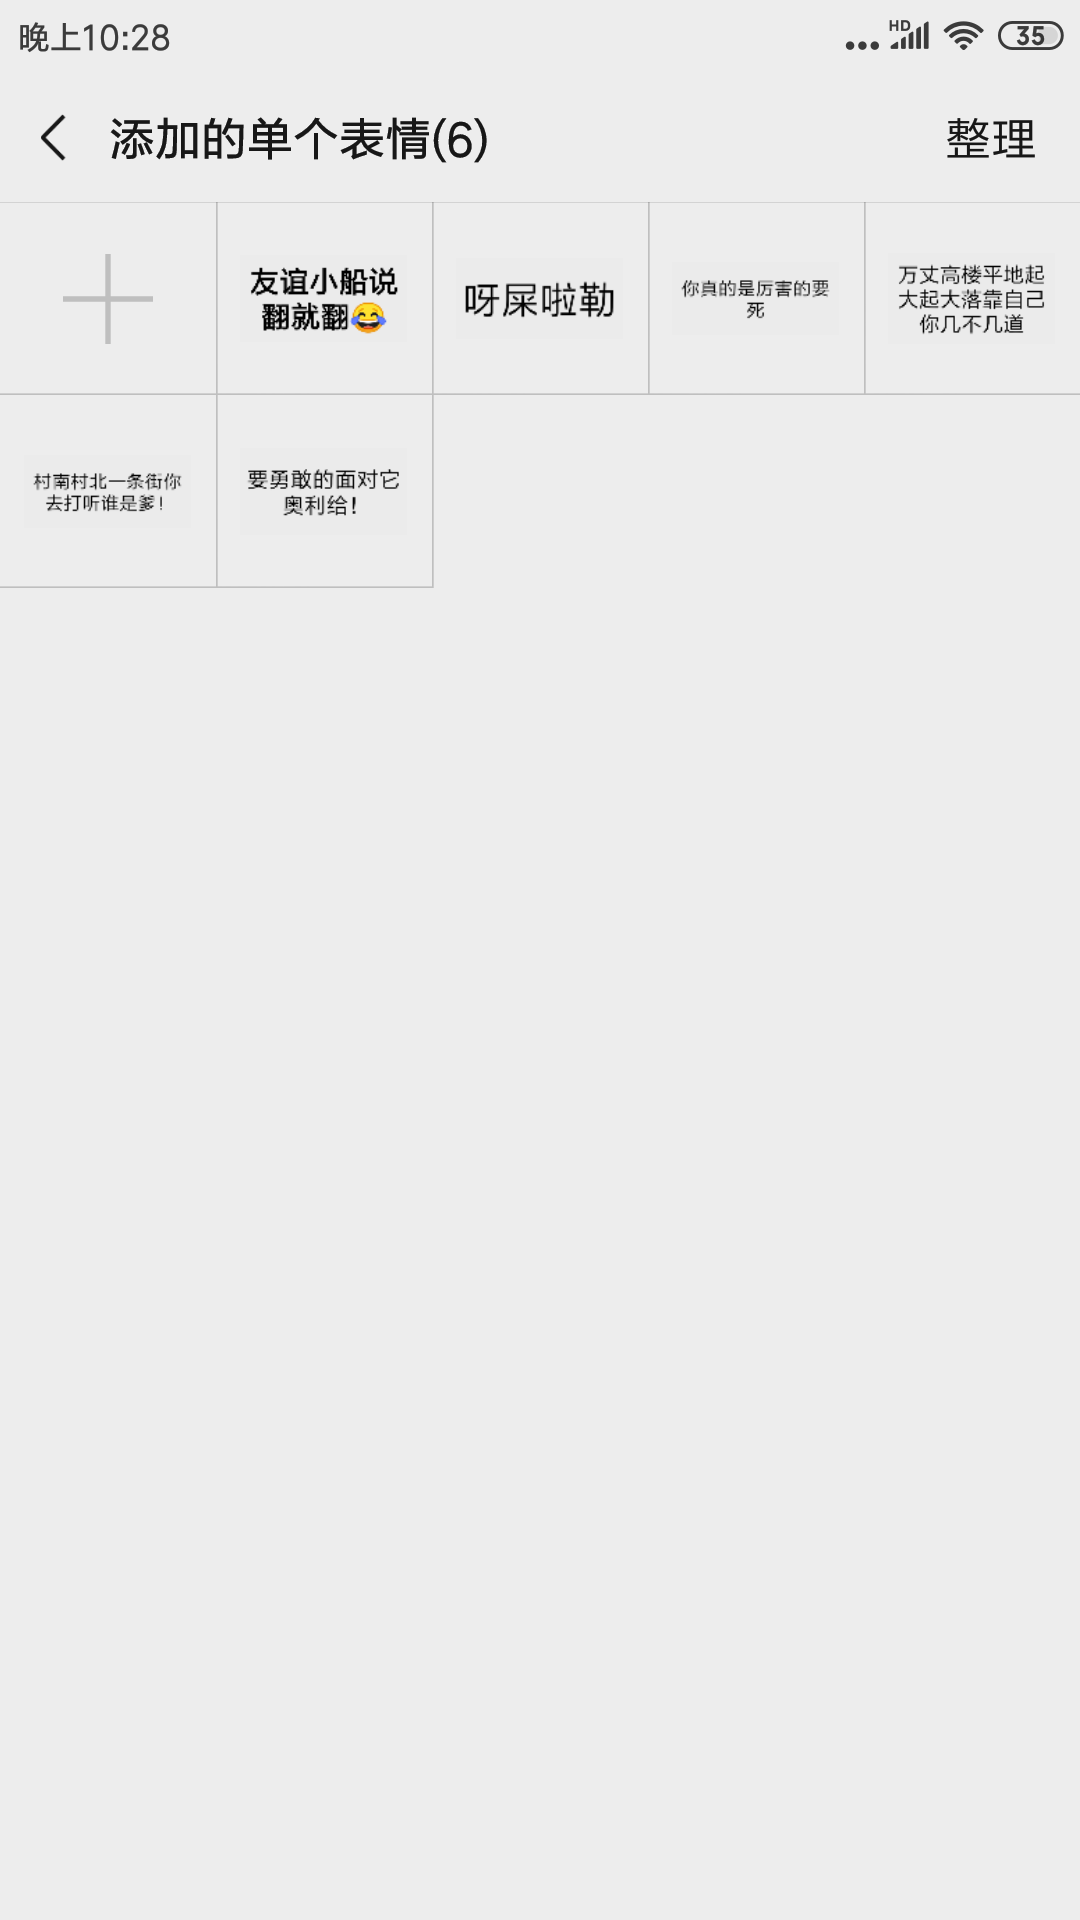 晚上10:28
HD
35
添加的单个表情(6)
整理
友谊小船说
翻就翻😂
呀屎啦勒
你真的是厉害的要
死
万丈高楼平地起
大起大落靠自己
你几不几道
村南村北一条街你
去打听谁是爹！
要勇敢的面对它
奥利给！